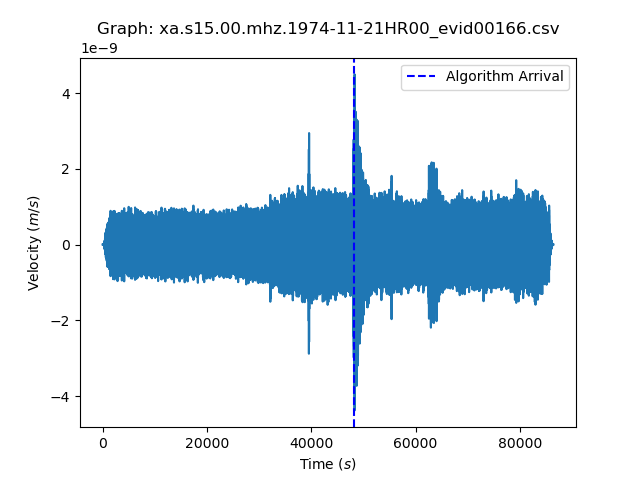 Graph: xa.s15.00.mhz.1974-11-21HR00_evid00166.csv
1e−9
Algorithm Arrival
4
2
0
−2
−4
Velocity (m/s)
0 20000 40000 60000 80000
Time (s)